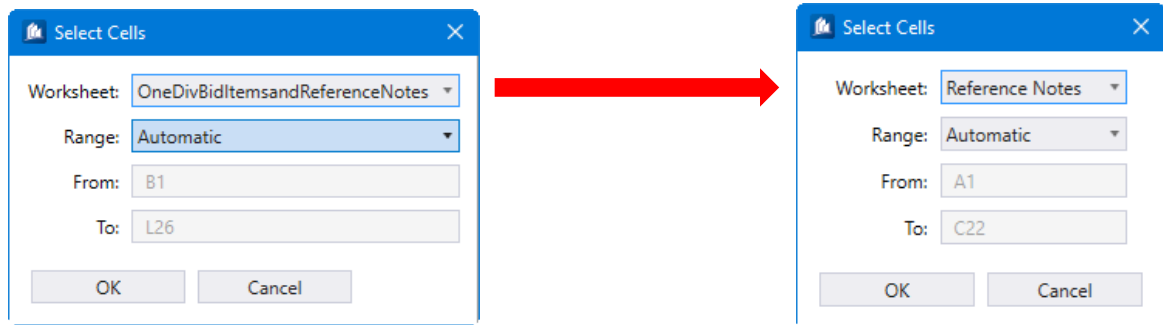 Select Cells
Worksheet: OneDivBidItemsandReferenceNotes
Range: Automatic
From: B1
To: L26
OK Cancel
Select Cells
Worksheet: Reference Notes
Range: Automatic
From: A1
To: C22
OK Cancel